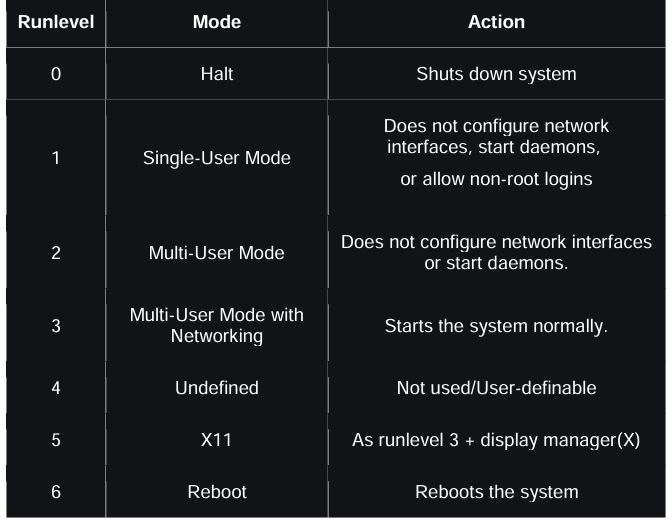 Runlevel Mode Action
0 Halt Shuts down system
1 Single-User Mode Does not configure network
interfaces, start daemons,
or allow non-root logins
2 Multi-User Mode Does not configure network interfaces
or start daemons.
3 Multi-User Mode with
Networking Starts the system normally.
4 Undefined Not used/User-definable
5 X11 As runlevel 3 + display manager(X)
6 Reboot Reboots the system